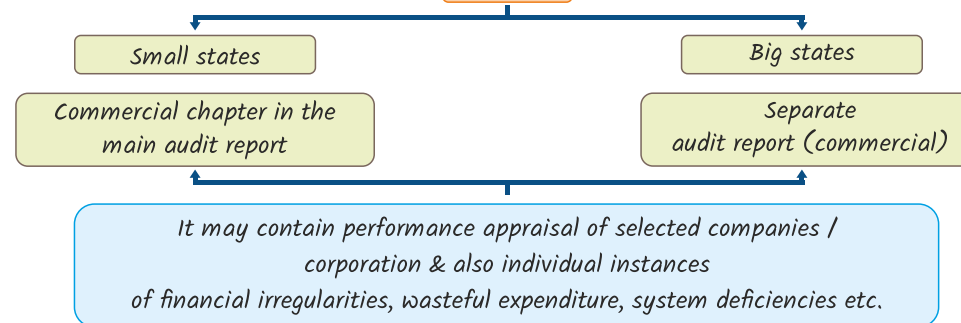 Small states
Big states
Commercial chapter in the
main audit report
Separate
audit report (commercial)
It may contain performance appraisal of selected companies /
corporation & also individual instances
of financial irregularities, wasteful expenditure, system deficiencies etc.